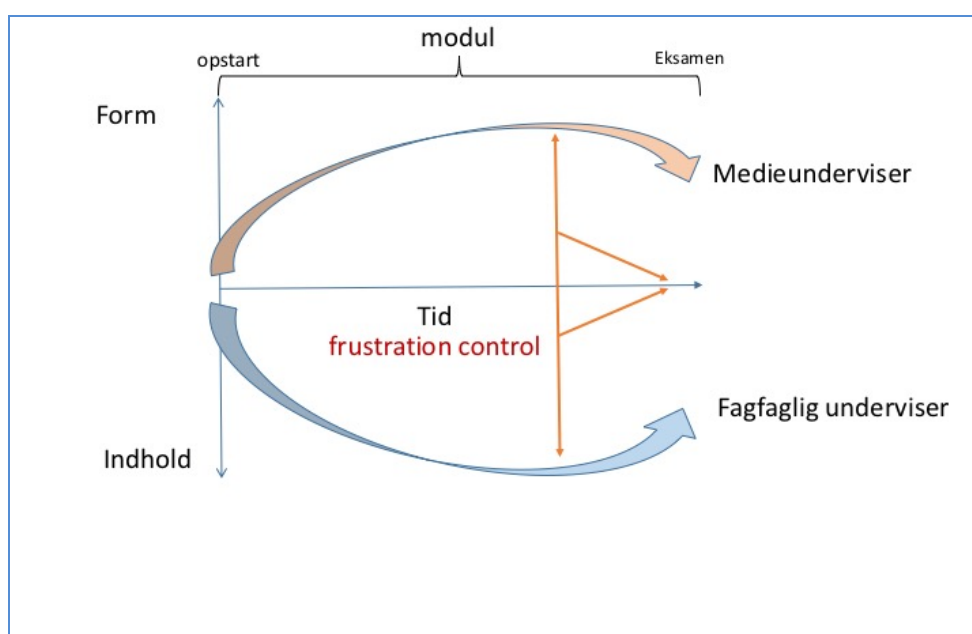 modul
opstart
Eksamen
Form
Medieunderviser
Tid
frustration control
Fagfaglig underviser
Indhold